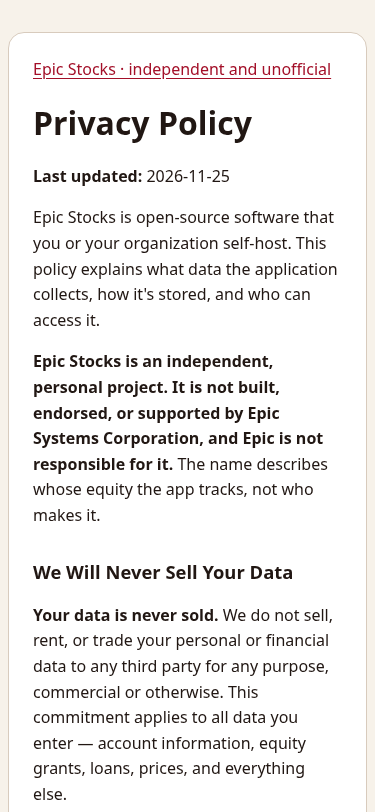 Epic Stocks · independent and unofficial
Privacy Policy
Last updated: 2026-11-25
Epic Stocks is open-source software that
you or your organization self-host. This
policy explains what data the application
collects, how it's stored, and who can
access it.
Epic Stocks is an independent,
personal project. It is not built,
endorsed, or supported by Epic
Systems Corporation, and Epic is not
responsible for it. The name describes
whose equity the app tracks, not who
makes it.
We Will Never Sell Your Data
Your data is never sold. We do not sell,
rent, or trade your personal or financial
data to any third party for any purpose,
commercial or otherwise. This
commitment applies to all data you
enter — account information, equity
grants, loans, prices, and everything
else.